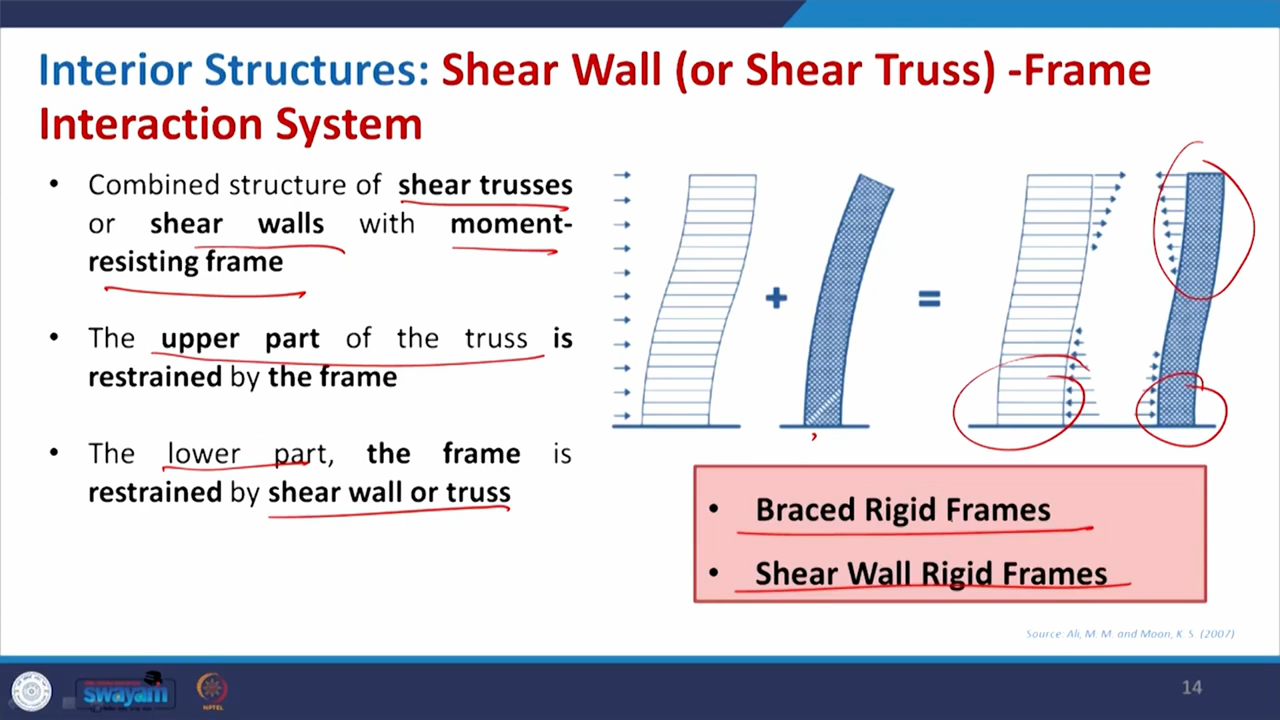 Interior Structures: Shear Wall (or Shear Truss) -Frame
Interaction System
• Combined structure of shear trusses
or shear walls with moment-
resisting frame
• The upper part of the truss is
restrained by the frame
• The lower part, the frame is
restrained by shear wall or truss
+
=
• Braced Rigid Frames
• Shear Wall Rigid Frames
Source: Ali, M. M. and Moon, K. S. (2007)
swayam
NPTEL
14